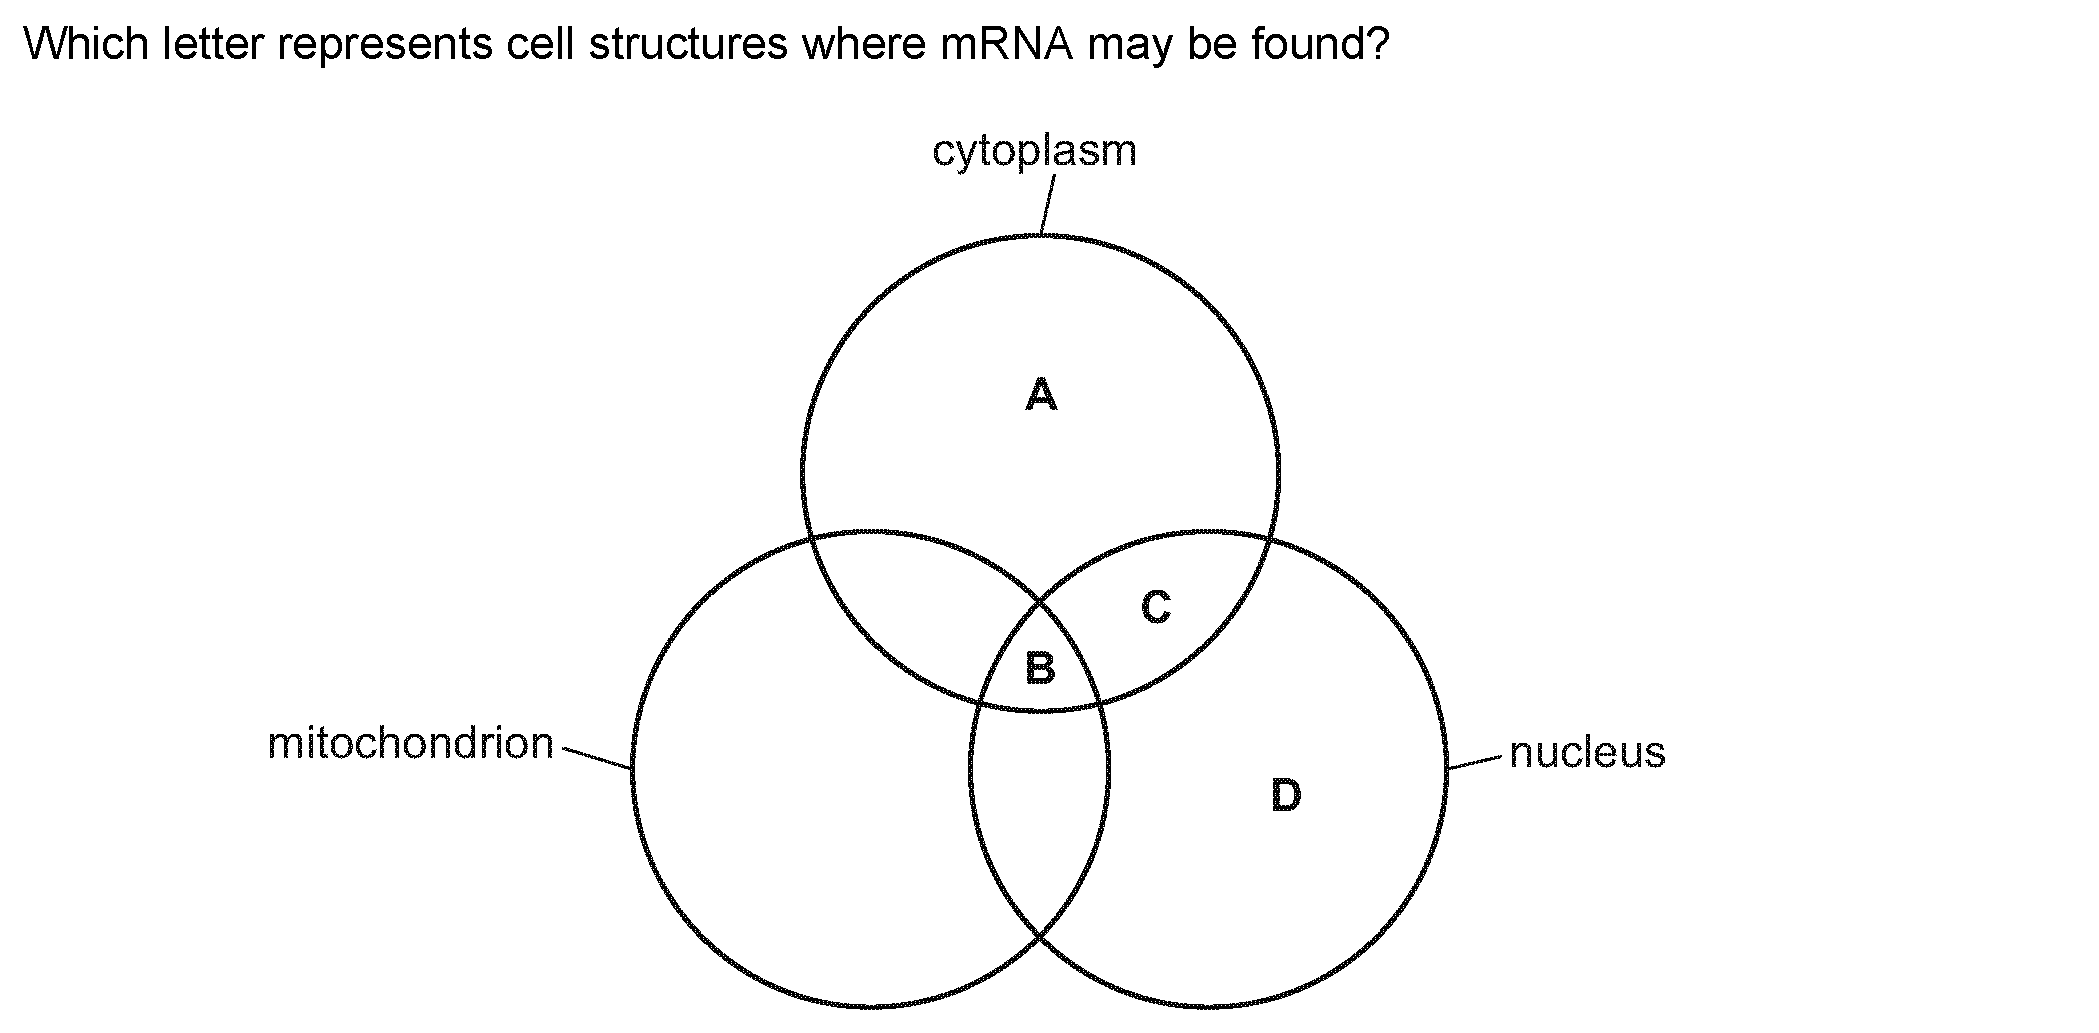 Which letter represents cell structures where mRNA may be found?
cytoplasm
A
C
B
mitochondrion
nucleus
D